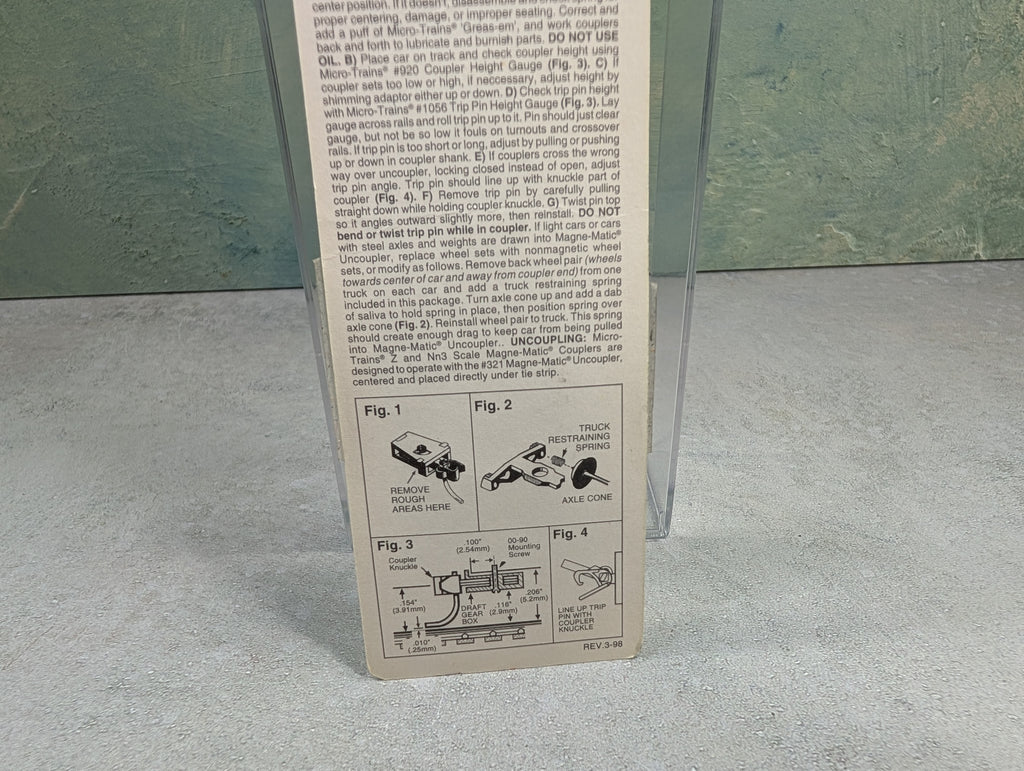 center position. If it doesn't, disassemble and
proper centering, damage, or improper seating. Correct and
add a puff of Micro-Trains® 'Greas-em', and work couplers
back and forth to lubricate and burnish parts. DO NOT USE
OIL. B) Place car on track and check coupler height using
Micro-Trains® #920 Coupler Height Gauge (Fig. 3). C) If
coupler sets too low or high, if neccessary, adjust height by
shimming adaptor either up or down. D) Check trip pin height
with Micro-Trains® #1056 Trip Pin Height Gauge (Fig. 3). Lay
gauge across rails and roll trip pin up to it. Pin should just clear
gauge, but not be so low it fouls on turnouts and crossover
rails. If trip pin is too short or long, adjust by pulling or pushing
up or down in coupler shank. E) If couplers cross the wrong
way over uncoupler, locking closed instead of open, adjust
trip pin angle. Trip pin should line up with knuckle part of
coupler (Fig. 4). F) Remove trip pin by carefully pulling
straight down while holding coupler knuckle. G) Twist pin top
so it angles outward slightly more, then reinstall. DO NOT
bend or twist trip pin while in coupler. If light cars or cars
with steel axles and weights are drawn into Magne-Matic®
Uncoupler, replace wheel sets with nonmagnetic wheel
sets, or modify as follows. Remove back wheel pair (wheels
towards center of car and away from coupler end) from one
truck on each car and add a truck restraining spring
included in this package. Turn axle cone up and add a dab
of saliva to hold spring in place, then position spring over
axle cone (Fig. 2). Reinstall wheel pair to truck. This spring
should create enough drag to keep car from being pulled
into Magne-Matic® Uncoupler.. UNCOUPLING: Micro-
Trains® Z and Nn3 Scale Magne-Matic® Couplers are
designed to operate with the #321 Magne-Matic® Uncoupler,
centered and placed directly under tie strip.
Fig. 1
REMOVE
ROUGH
AREAS HERE
Fig. 2
TRUCK
RESTRAINING
SPRING
AXLE CONE
Fig. 3
Coupler
Knuckle
.100"
(2.54mm)
00-90
Mounting
Screw
.154"
(3.91mm)
DRAFT
GEAR
BOX
.116"
(2.9mm)
.206"
(5.2mm)
.010"
(.25mm)
Fig. 4
LINE UP TRIP
PIN WITH
COUPLER
KNUCKLE
REV.3-98